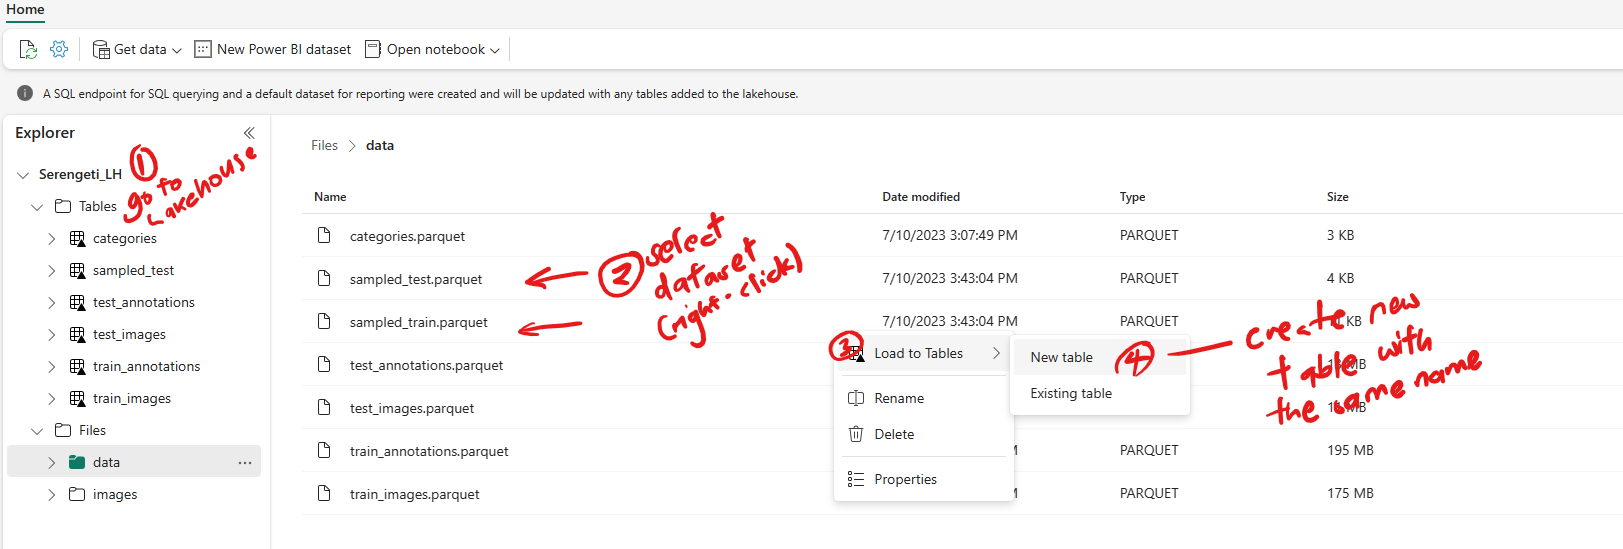 Home
Get data
New Power BI dataset
Open notebook
A SQL endpoint for SQL querying and a default dataset for reporting were created and will be updated with any tables added to the lakehouse.
Explorer
Serengeti_LH
Tables
categories
sampled_test
test_annotations
test_images
train_annotations
train_images
Files
data
images
1
go to
Lakehouse
Files > data
Name Date modified Type Size
categories.parquet 7/10/2023 3:07:49 PM PARQUET 3 KB
sampled_test.parquet 7/10/2023 3:43:04 PM PARQUET 4 KB
sampled_train.parquet 7/10/2023 3:43:04 PM PARQUET KB
test_annotations.parquet MB
test_images.parquet MB
train_annotations.parquet PARQUET 195 MB
train_images.parquet PARQUET 175 MB
2 select
dataset
(right-click)
3
Load to Tables
Rename
Delete
Properties
New table
Existing table
4
create new
table with
the same name